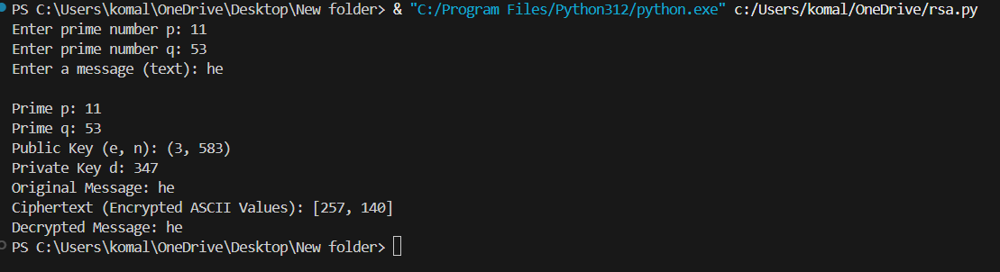 PS C:\Users\komal\OneDrive\Desktop\New folder> & "C:/Program Files/Python312/python.exe" c:/Users/komal/OneDrive/rsa.py
Enter prime number p: 11
Enter prime number q: 53
Enter a message (text): he
Prime p: 11
Prime q: 53
Public Key (e, n): (3, 583)
Private Key d: 347
Original Message: he
Ciphertext (Encrypted ASCII Values): [257, 140]
Decrypted Message: he
PS C:\Users\komal\OneDrive\Desktop\New folder>